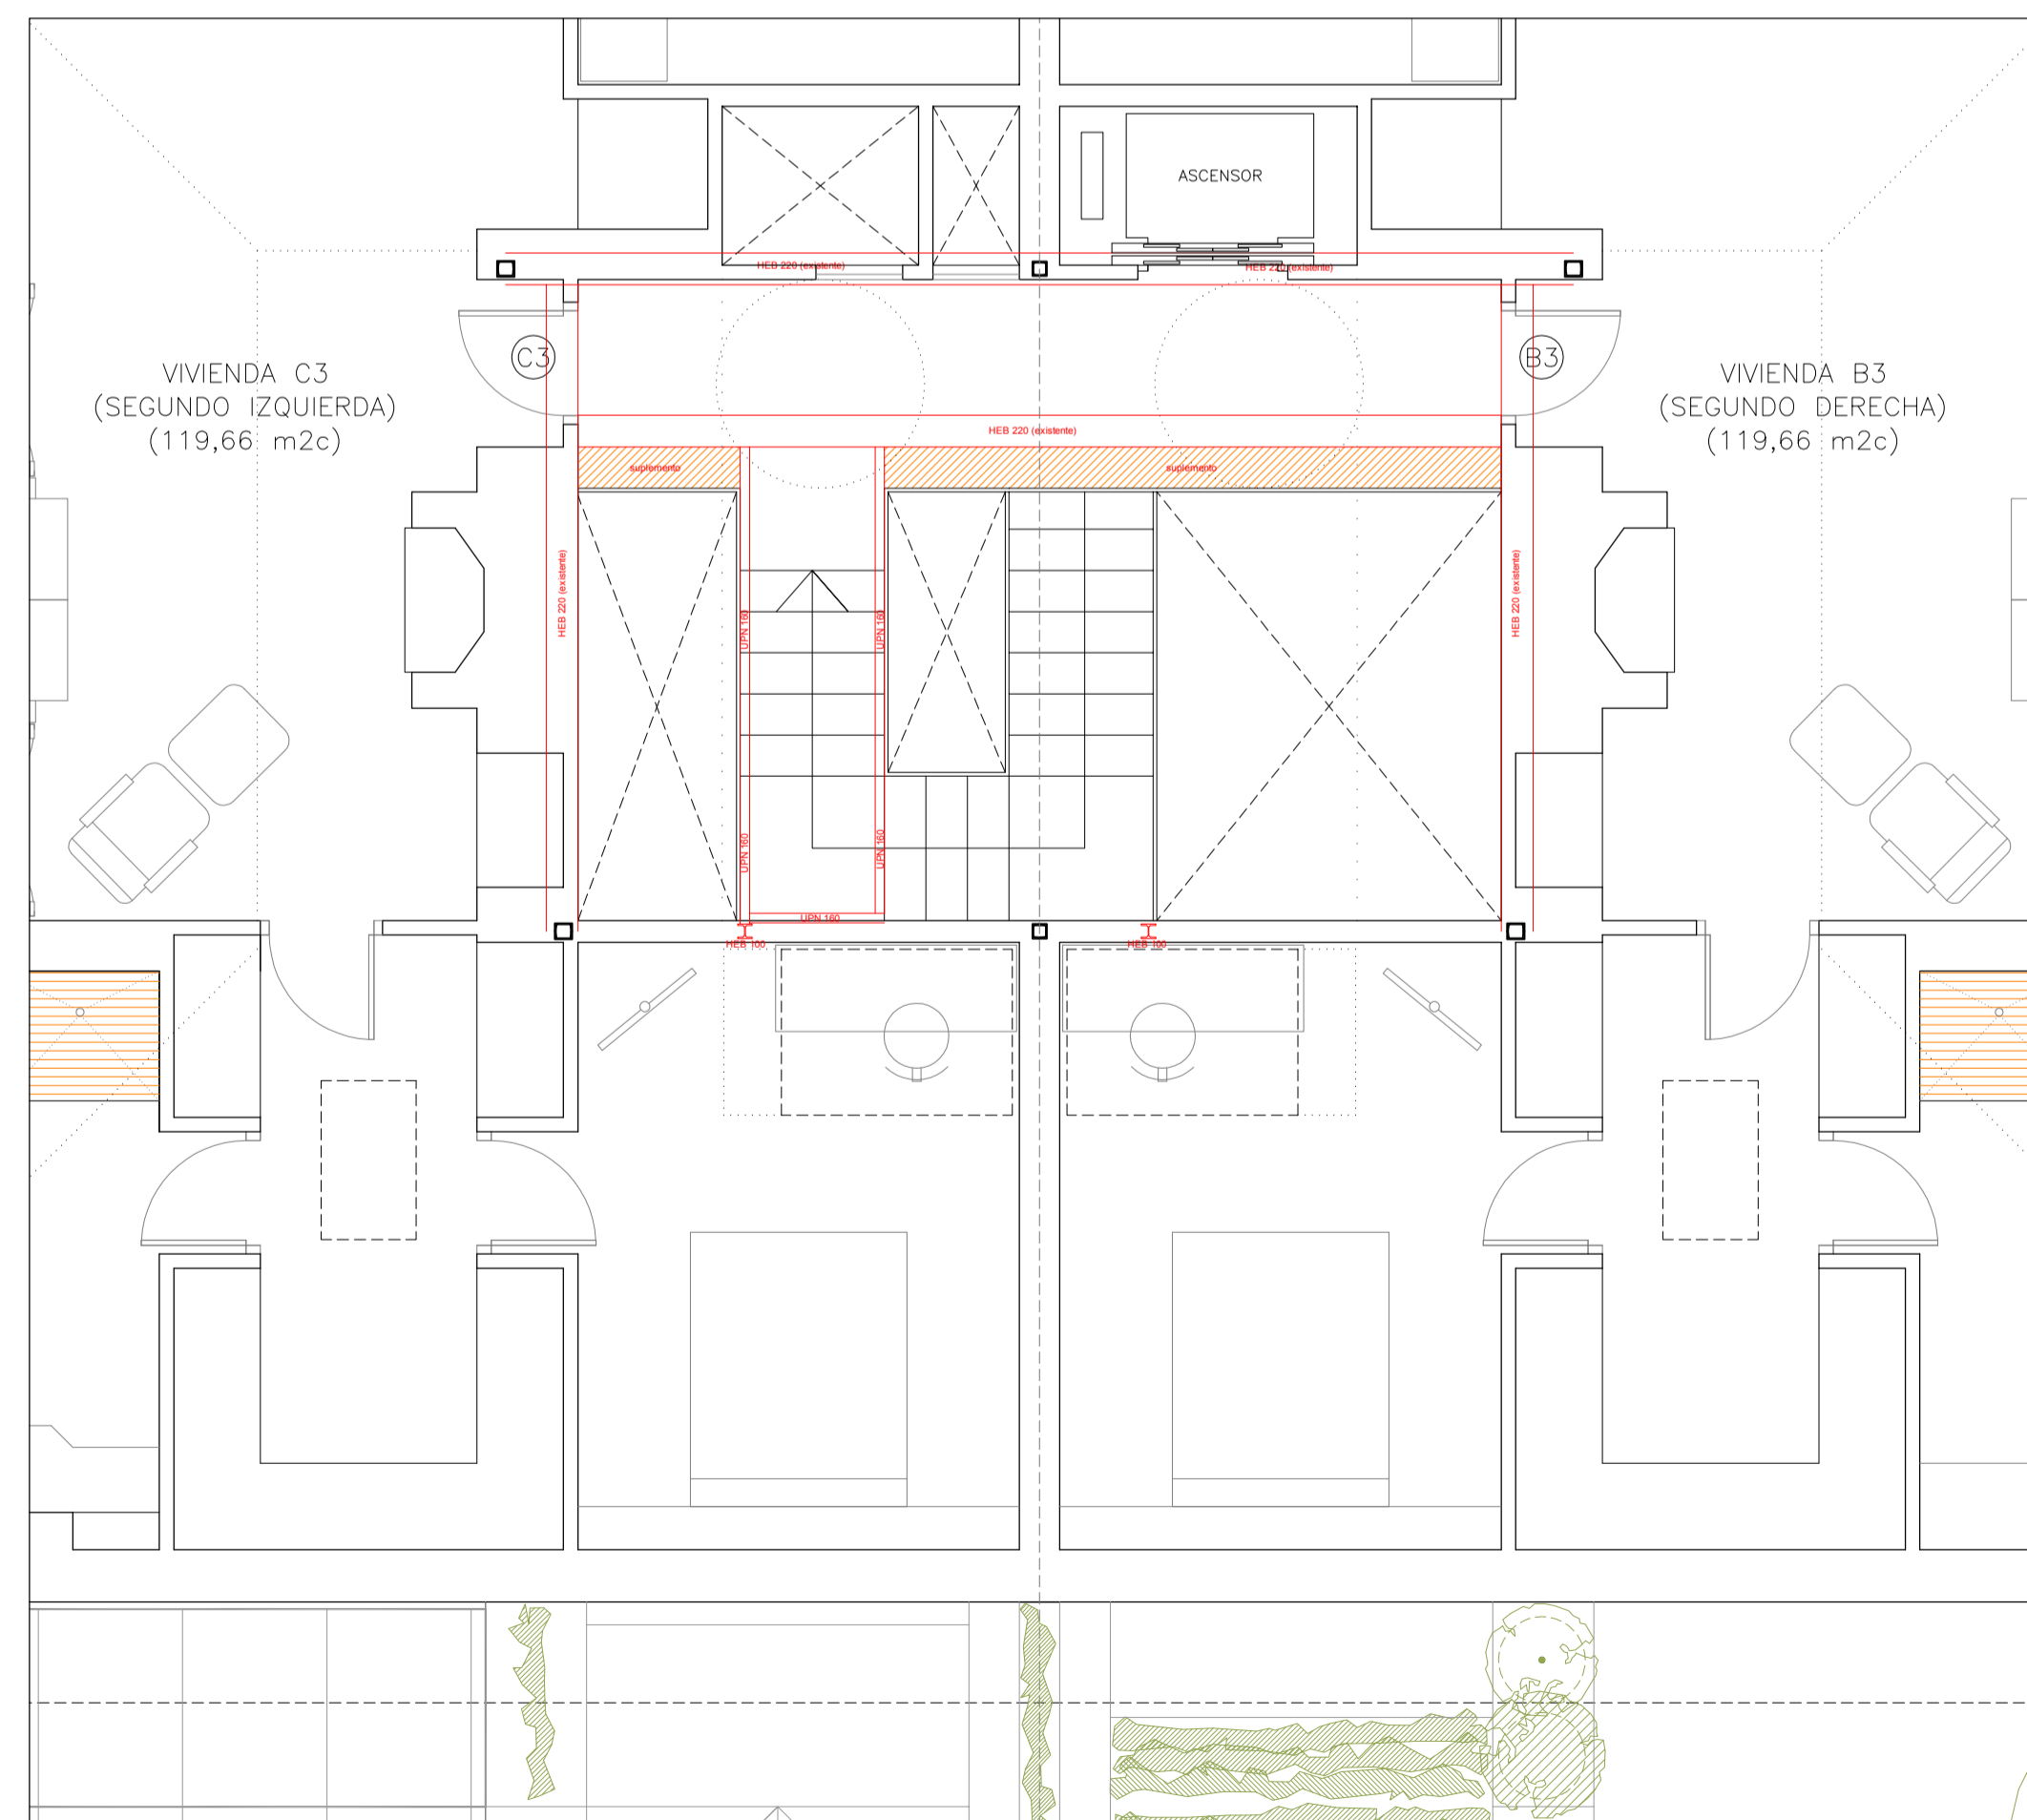 ASCENSOR
HEB 220 (existente)
HEB 220 (existente)
C3
B3
VIVIENDA C3
(SEGUNDO IZQUIERDA)
(119,66 m2c)
VIVIENDA B3
(SEGUNDO DERECHA)
(119,66 m2c)
HEB 220 (existente)
suplemento
suplemento
HEB 220 (existente)
HEB 220 (existente)
UPN 160
UPN 160
UPN 160
UPN 160
UPN 160
HEB 100
HEB 100